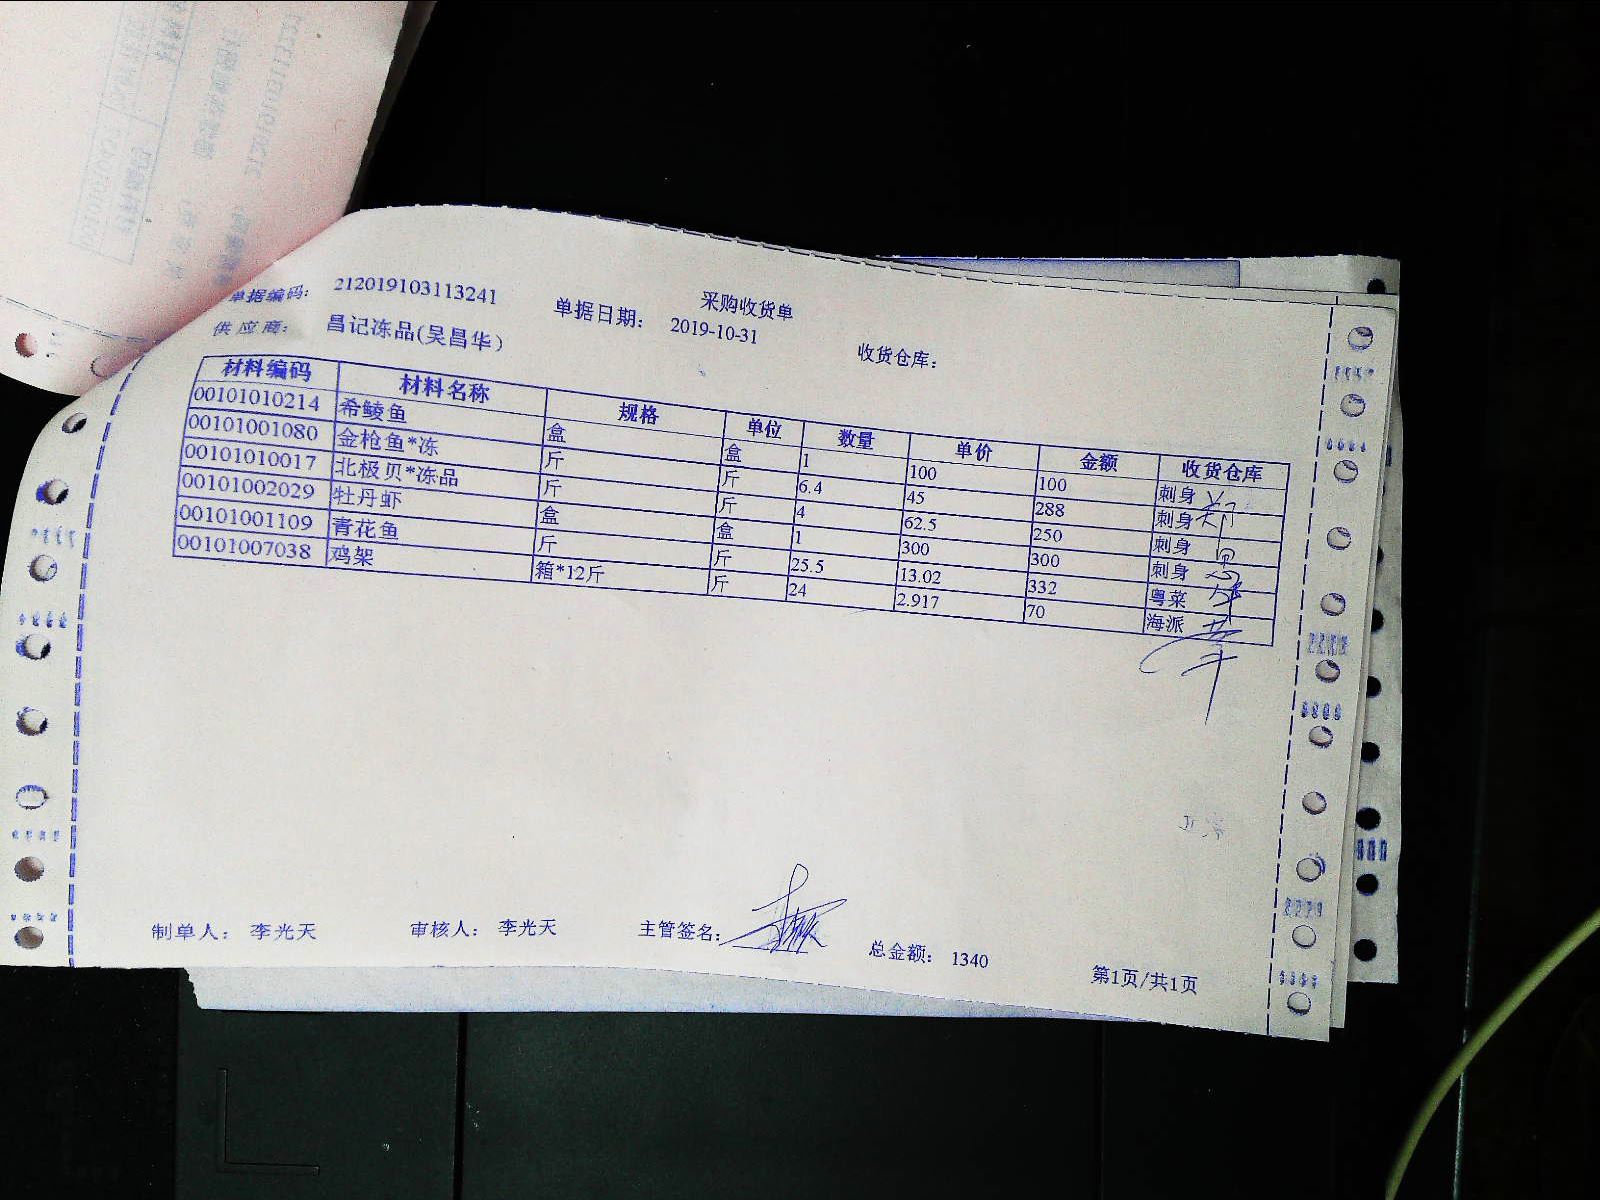 采购收货单
单据编码: 212019103113241 单据日期: 2019-10-31 收货仓库:
供应商: 昌记冻品(吴昌华)
材料编码 材料名称 规格 单位 数量 单价 金额 收货仓库
00101010214 希鲮鱼 盒 盒 1 100 100 刺身
00101001080 金枪鱼*冻 斤 斤 6.4 45 288 刺身
00101010017 北极贝*冻品 斤 斤 4 62.5 250 刺身
00101002029 牡丹虾 盒 盒 1 300 300 刺身
00101001109 青花鱼 斤 斤 25.5 13.02 332 粤菜
00101007038 鸡架 箱*12斤 斤 24 2.917 70 海派
制单人: 李光天 审核人: 李光天 主管签名: 总金额: 1340
第1页/共1页